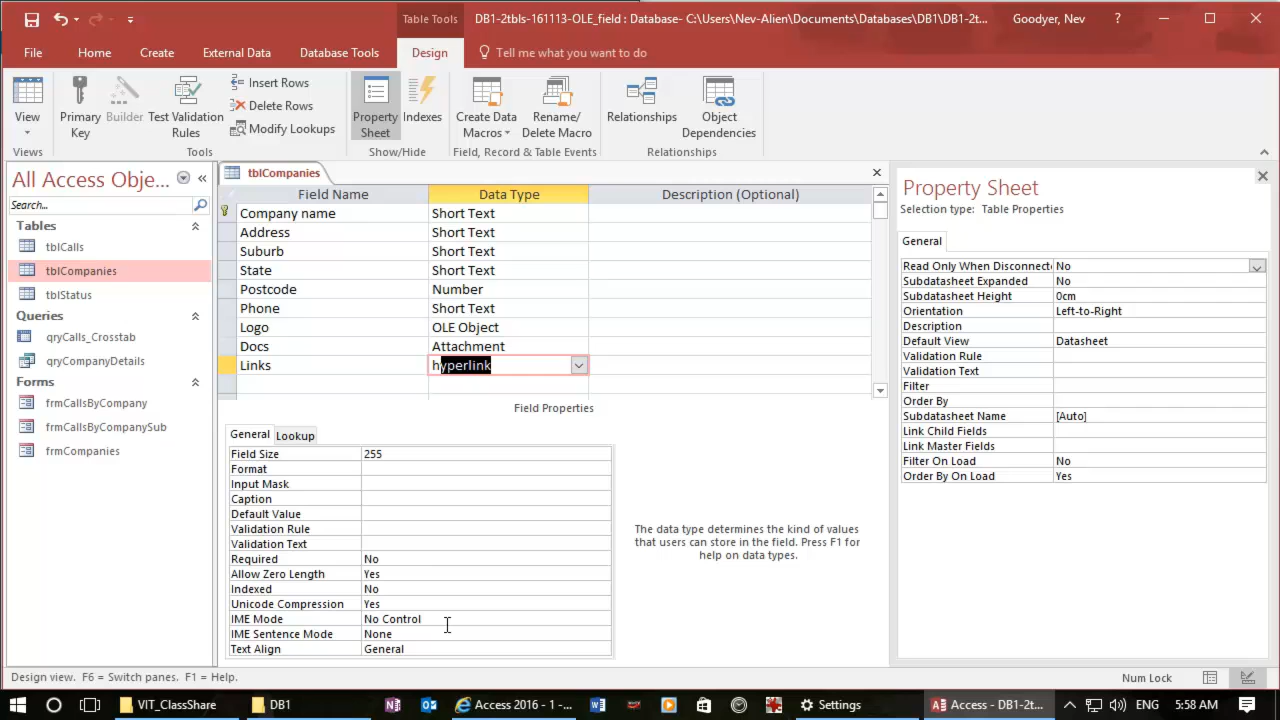 Table Tools
DB1-2tbls-161113-OLE_field : Database- C:\Users\Nev-Alien\Documents\Databases\DB1\DB1-2t...
Goodyer, Nev
?
File
Home
Create
External Data
Database Tools
Design
Tell me what you want to do
View
Primary Key
Builder
Test Validation Rules
Insert Rows
Delete Rows
Modify Lookups
Property Sheet
Indexes
Create Data Macros
Rename/ Delete Macro
Relationships
Object Dependencies
Views
Tools
Show/Hide
Field, Record & Table Events
Relationships
All Access Obje...
Search...
Tables
tblCalls
tblCompanies
tblStatus
Queries
qryCalls_Crosstab
qryCompanyDetails
Forms
frmCallsByCompany
frmCallsByCompanySub
frmCompanies
tblCompanies
Field Name Data Type Description (Optional)
Company name Short Text
Address Short Text
Suburb Short Text
State Short Text
Postcode Number
Phone Short Text
Logo OLE Object
Docs Attachment
Links hyperlink
Field Properties
General Lookup
Field Size 255
Format
Input Mask
Caption
Default Value
Validation Rule
Validation Text
Required No
Allow Zero Length Yes
Indexed No
Unicode Compression Yes
IME Mode No Control
IME Sentence Mode None
Text Align General
The data type determines the kind of values
that users can store in the field. Press F1 for
help on data types.
Property Sheet
Selection type: Table Properties
General
Read Only When Disconnecte No
Subdatasheet Expanded No
Subdatasheet Height 0cm
Orientation Left-to-Right
Description
Default View Datasheet
Validation Rule
Validation Text
Filter
Order By
Subdatasheet Name [Auto]
Link Child Fields
Link Master Fields
Filter On Load No
Order By On Load Yes
Design view. F6 = Switch panes. F1 = Help.
Num Lock
VIT_ClassShare
DB1
Access 2016 - 1 -...
Settings
Access - DB1-2t...
ENG
5:58 AM